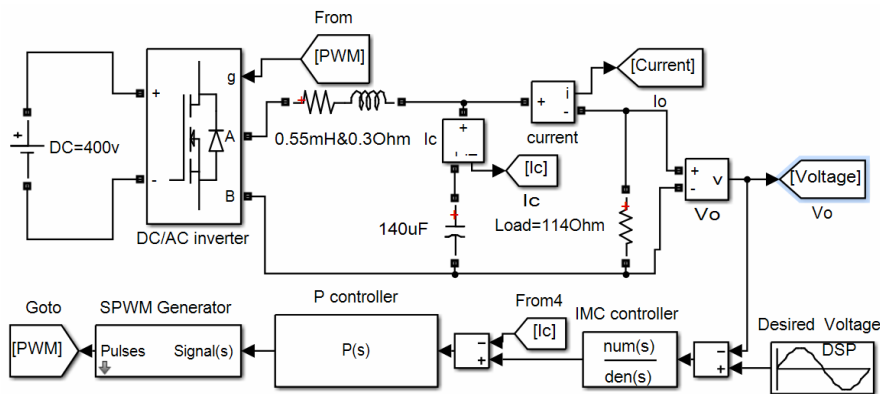 From
[PWM]
g
+
-
A
B
DC/AC inverter
+
DC=400v
0.55mH&0.3Ohm
+
-
i
current
[Current]
Io
Ic
+
-
i
[Ic]
Ic
140uF
Load=114Ohm
+
-
v
Vo
[Voltage]
Vo
Goto
[PWM]
SPWM Generator
Pulses
Signal(s)
P controller
P(s)
From4
[Ic]
-
+
IMC controller
num(s)
den(s)
-
+
Desired Voltage
DSP